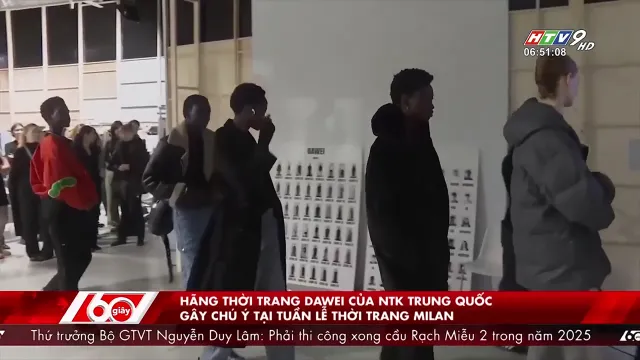 HTV9 HD
06:51:08
DAWEI
60 giây
HÃNG THỜI TRANG DAWEI CỦA NTK TRUNG QUỐC
GÂY CHÚ Ý TẠI TUẦN LỄ THỜI TRANG MILAN
Thứ trưởng Bộ GTVT Nguyễn Duy Lâm: Phải thi công xong cầu Rạch Miễu 2 trong năm 2025